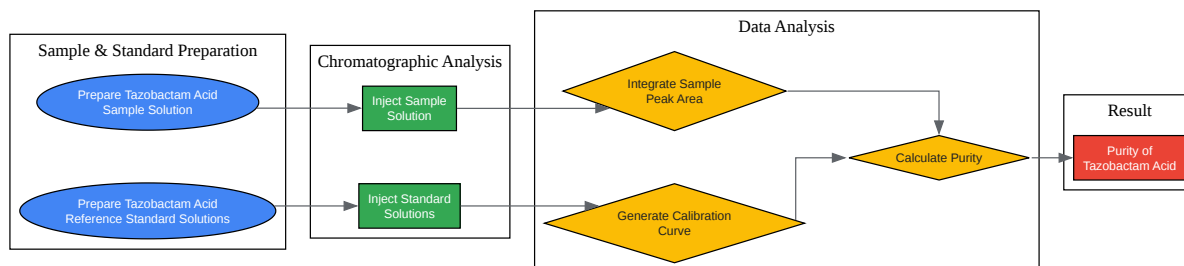 Sample & Standard Preparation
Prepare Tazobactam Acid
Sample Solution
Prepare Tazobactam Acid
Reference Standard Solutions
Chromatographic Analysis
Inject Sample
Solution
Inject Standard
Solutions
Data Analysis
Integrate Sample
Peak Area
Generate Calibration
Curve
Calculate Purity
Result
Purity of
Tazobactam Acid